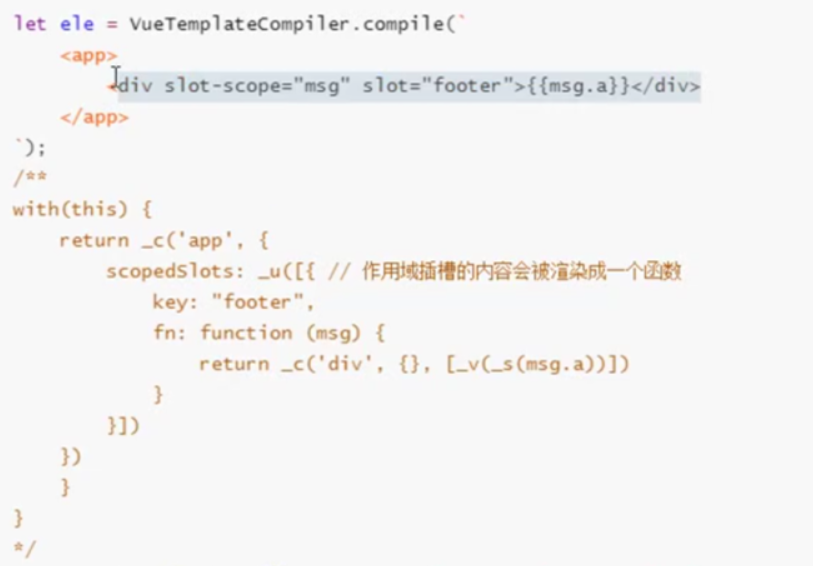 let ele = VueTemplateCompiler.compile(`
<app>
<div slot-scope="msg" slot="footer">{{msg.a}}</div>
</app>
`);
/**
with(this) {
return _c('app', {
scopedSlots: _u([{ // 作用域插槽的内容会被渲染成一个函数
key: "footer",
fn: function (msg) {
return _c('div', {}, [_v(_s(msg.a))])
}
}])
})
}
}
*/